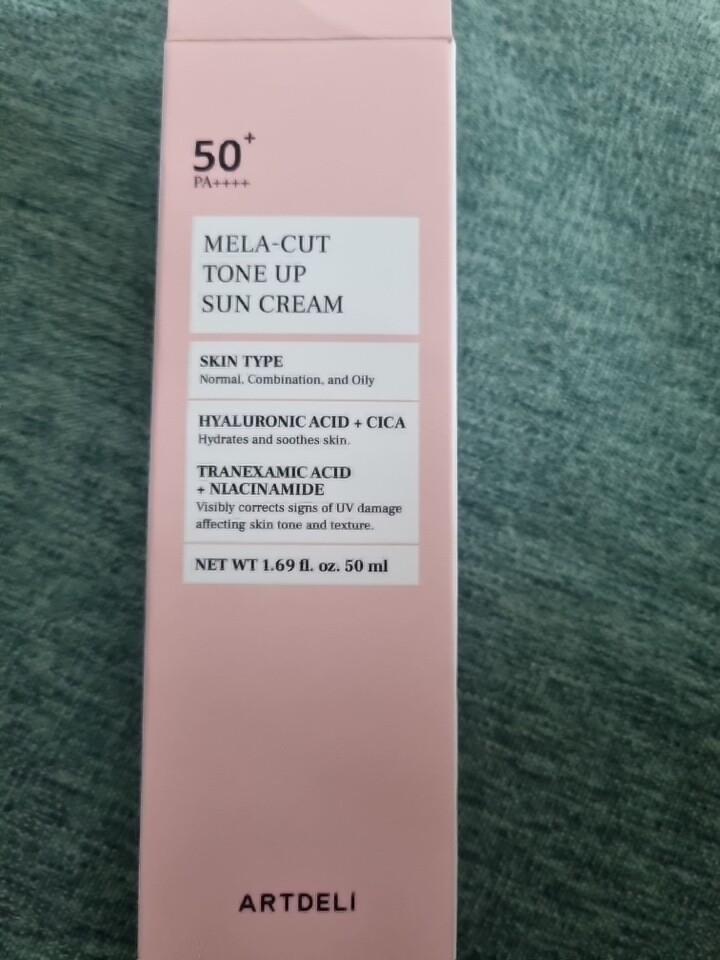 50+
PA++++
MELA-CUT
TONE UP
SUN CREAM
SKIN TYPE
Normal, Combination, and Oily
HYALURONIC ACID + CICA
Hydrates and soothes skin.
TRANEXAMIC ACID
+ NIACINAMIDE
Visibly corrects signs of UV damage
affecting skin tone and texture.
NET WT 1.69 fl. oz. 50 ml
ARTDELI